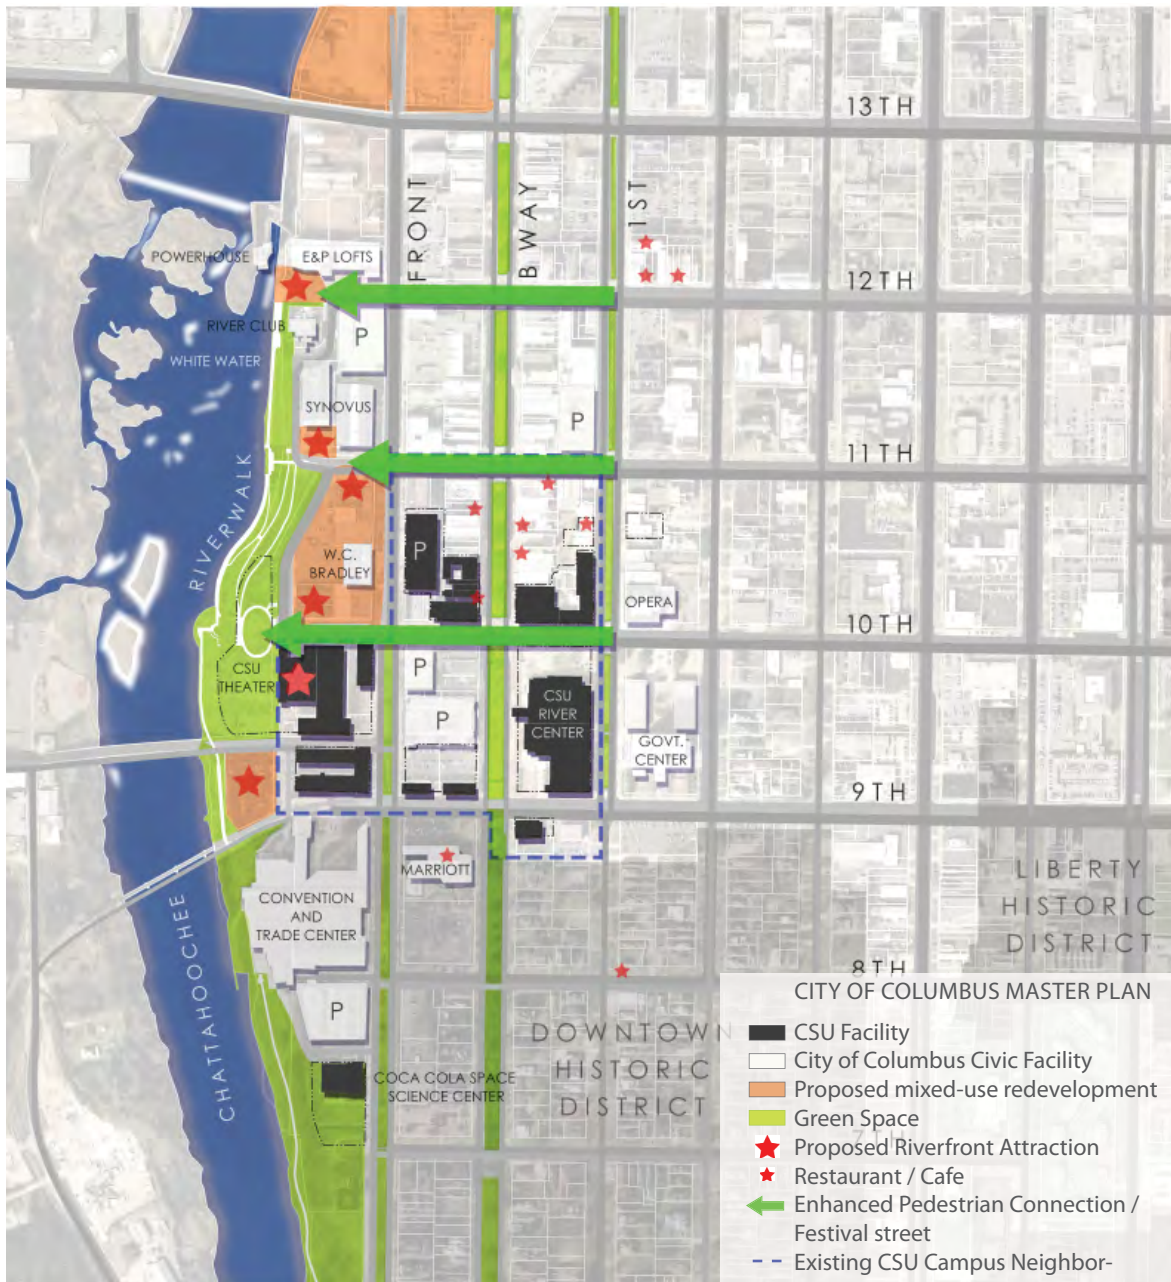 13TH
FRONT
BWAY
1ST
POWERHOUSE
E&P LOFTS
12TH
RIVER CLUB
P
WHITE WATER
SYNOVUS
P
11TH
RIVERWALK
P
W.C.
BRADLEY
OPERA
10TH
CSU
THEATER
P
P
CSU
RIVER
CENTER
GOVT.
CENTER
9TH
MARRIOTT
LIBERTY
HISTORIC
DISTRICT
CONVENTION
AND
TRADE CENTER
CHATTAHOOCHEE
8TH
P
DOWNTOWN
HISTORIC
DISTRICT
COCA COLA SPACE
SCIENCE CENTER
7TH
CITY OF COLUMBUS MASTER PLAN
CSU Facility
City of Columbus Civic Facility
Proposed mixed-use redevelopment
Green Space
Proposed Riverfront Attraction
Restaurant / Cafe
Enhanced Pedestrian Connection /
Festival street
Existing CSU Campus Neighbor-